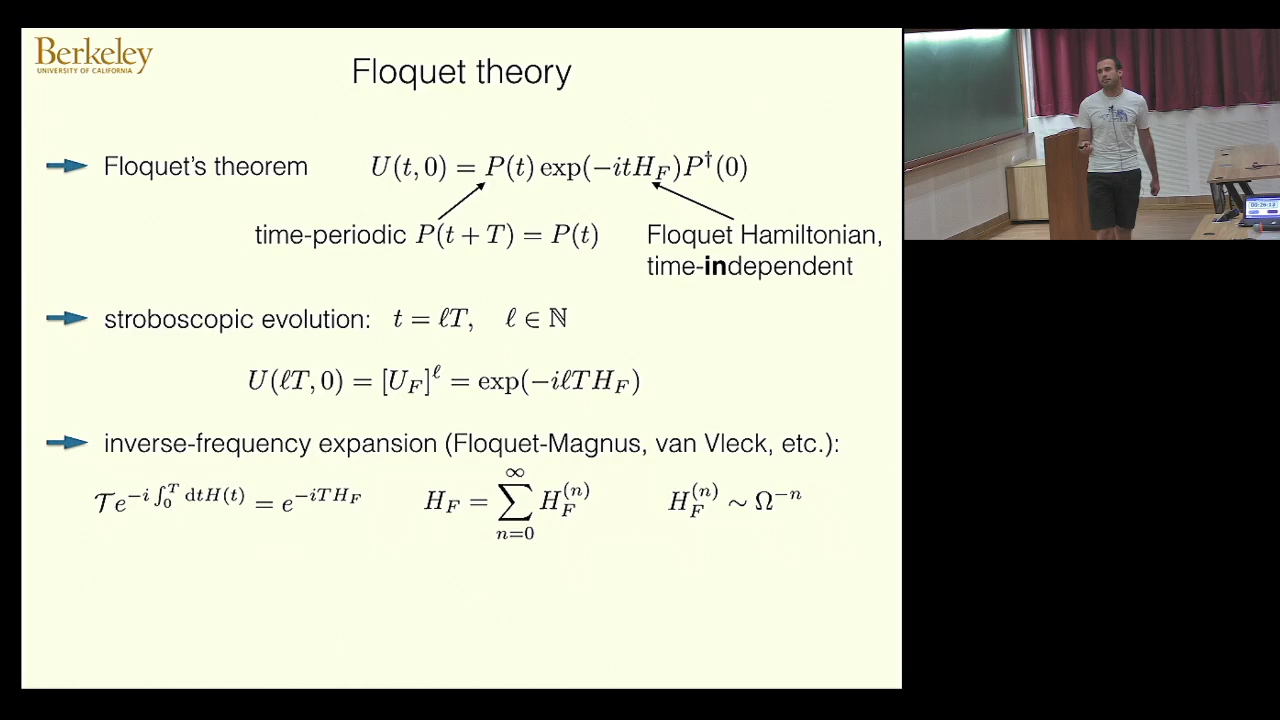 Berkeley
UNIVERSITY OF CALIFORNIA
Floquet theory
Floquet's theorem U(t,0) = P(t) exp(−itH_F)P†(0)
time-periodic P(t + T) = P(t) Floquet Hamiltonian,
time-independent
stroboscopic evolution: t = ℓT, ℓ ∈ ℕ
U(ℓT,0) = [U_F]^ℓ = exp(−iℓTH_F)
inverse-frequency expansion (Floquet-Magnus, van Vleck, etc.):
𝒯e^{−i ∫_0^T dtH(t)} = e^{−iTH_F} H_F = ∑_{n=0}^{∞} H_F^{(n)} H_F^{(n)} ∼ Ω^{−n}